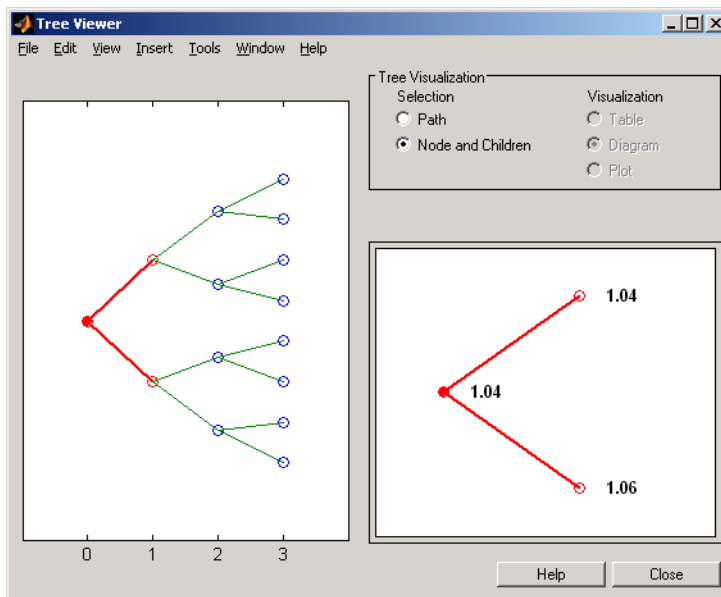 Tree Viewer
File Edit View Insert Tools Window Help
Tree Visualization
Selection
Path
Node and Children
Visualization
Table
Diagram
Plot
0 1 2 3
1.04
1.04
1.06
Help Close